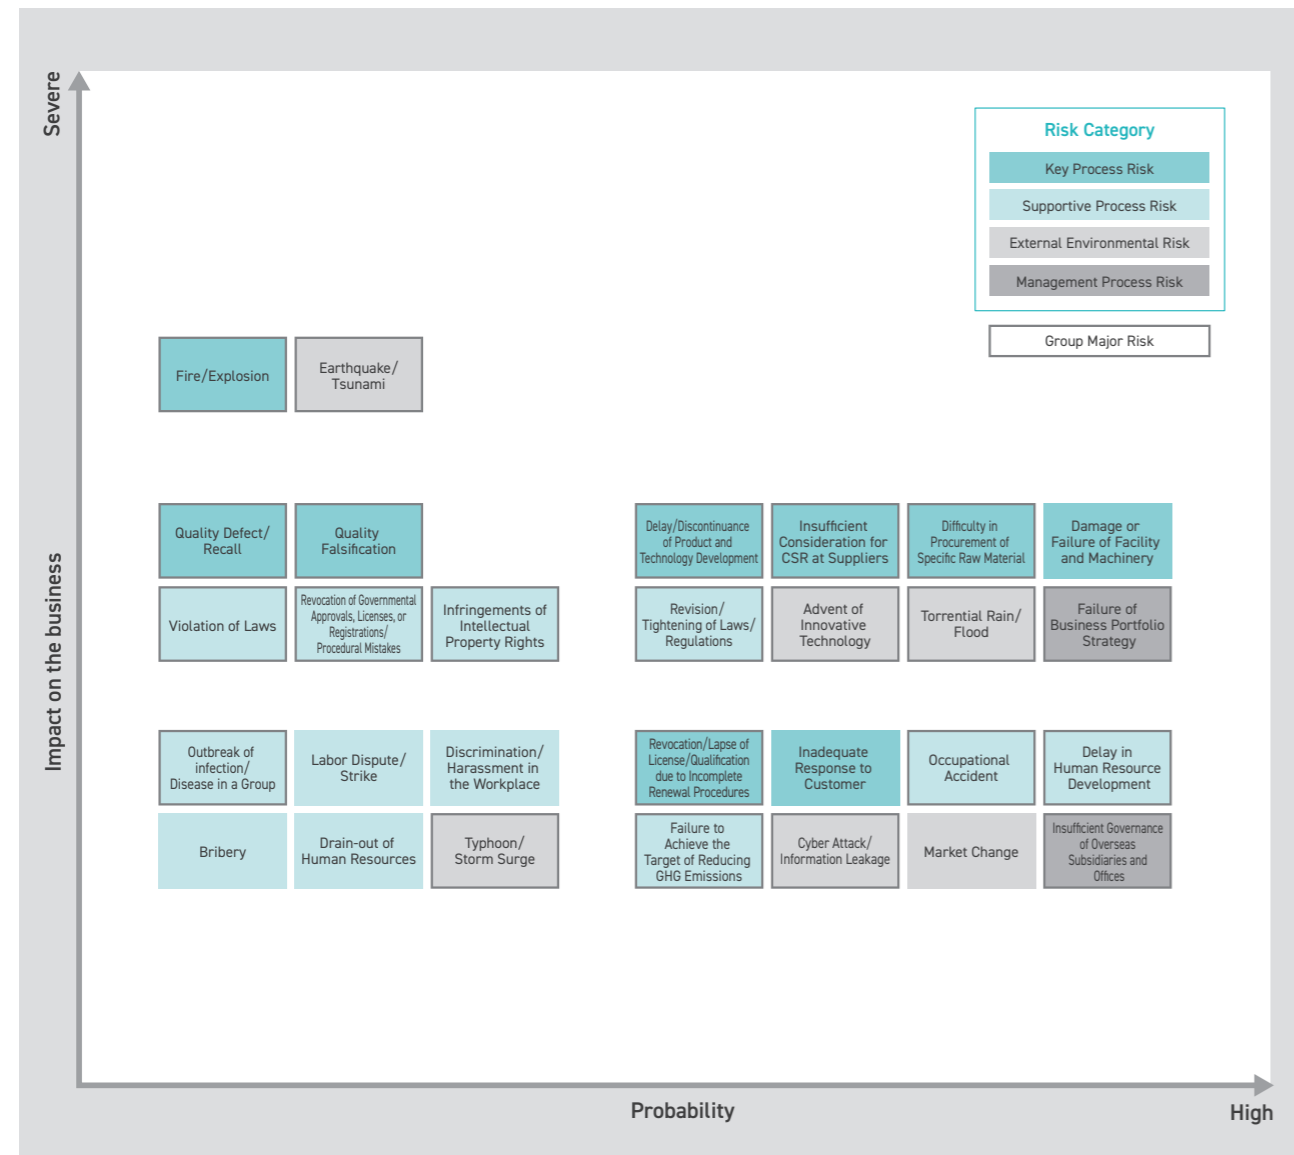 Severe
Impact on the business
Risk Category
Key Process Risk
Supportive Process Risk
External Environmental Risk
Management Process Risk
Group Major Risk
Fire/Explosion
Earthquake/
Tsunami
Quality Defect/
Recall
Quality
Falsification
Delay/Discontinuance
of Product and
Technology Development
Insufficient
Consideration for
CSR at Suppliers
Difficulty in
Procurement of
Specific Raw Material
Damage or
Failure of Facility
and Machinery
Violation of Laws
Revocation of Governmental
Approvals, Licenses, or
Registrations/
Procedural Mistakes
Infringements of
Intellectual
Property Rights
Revision/
Tightening of Laws/
Regulations
Advent of
Innovative
Technology
Torrential Rain/
Flood
Failure of
Business Portfolio
Strategy
Outbreak of
infection/
Disease in a Group
Labor Dispute/
Strike
Discrimination/
Harassment in
the Workplace
Revocation/Lapse of
License/Qualification
due to Incomplete
Renewal Procedures
Inadequate
Response to
Customer
Occupational
Accident
Delay in
Human Resource
Development
Bribery
Drain-out of
Human Resources
Typhoon/
Storm Surge
Failure to
Achieve the
Target of Reducing
GHG Emissions
Cyber Attack/
Information Leakage
Market Change
Insufficient Governance
of Overseas
Subsidiaries and
Offices
Probability
High